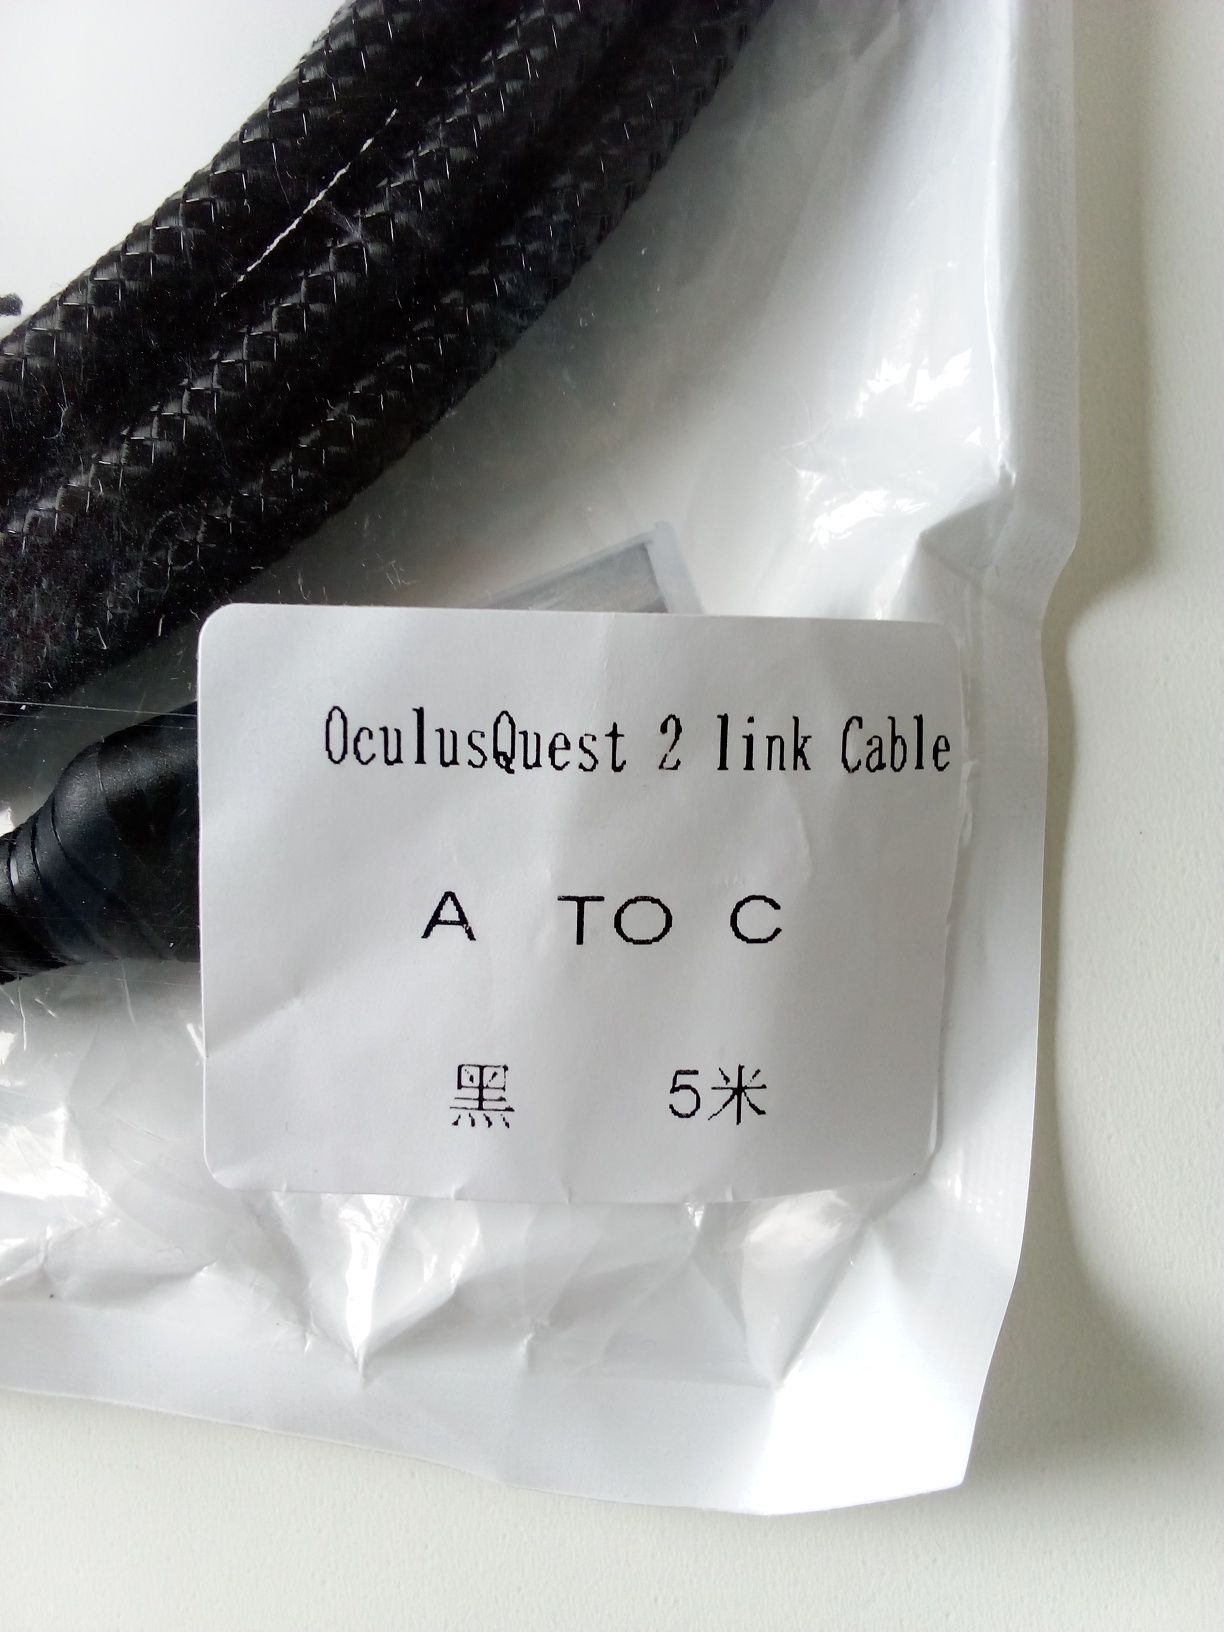 OculusQuest 2 link Cable
A TO C
黑 5米